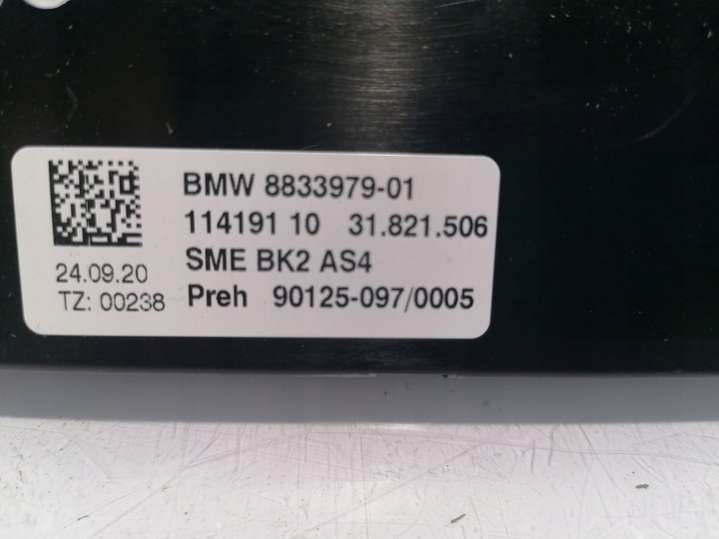 BMW 8833979-01
114191 10 31.821.506
SME BK2 AS4
24.09.20
TZ: 00238
Preh 90125-097/0005